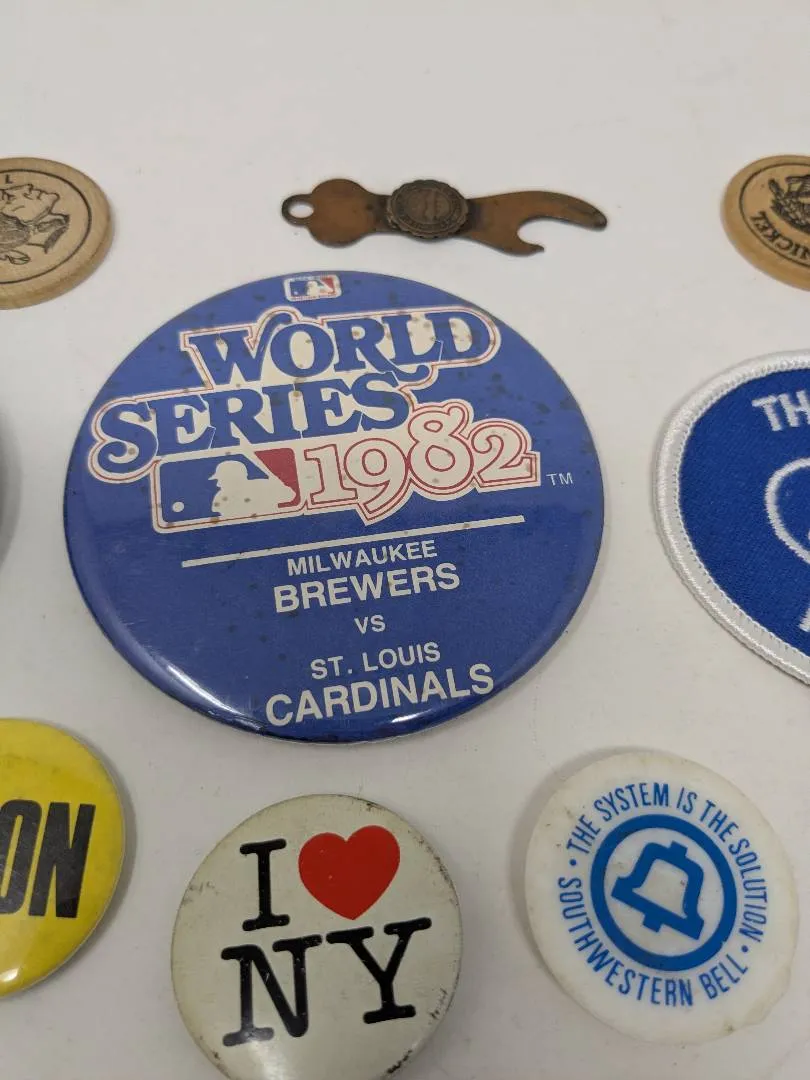 NICKEL
WORLD
SERIES
1982
TM
MILWAUKEE
BREWERS
VS
ST. LOUIS
CARDINALS
TH
ON
I ❤ NY
THE SYSTEM IS THE SOLUTION •
SOUTHWESTERN BELL •